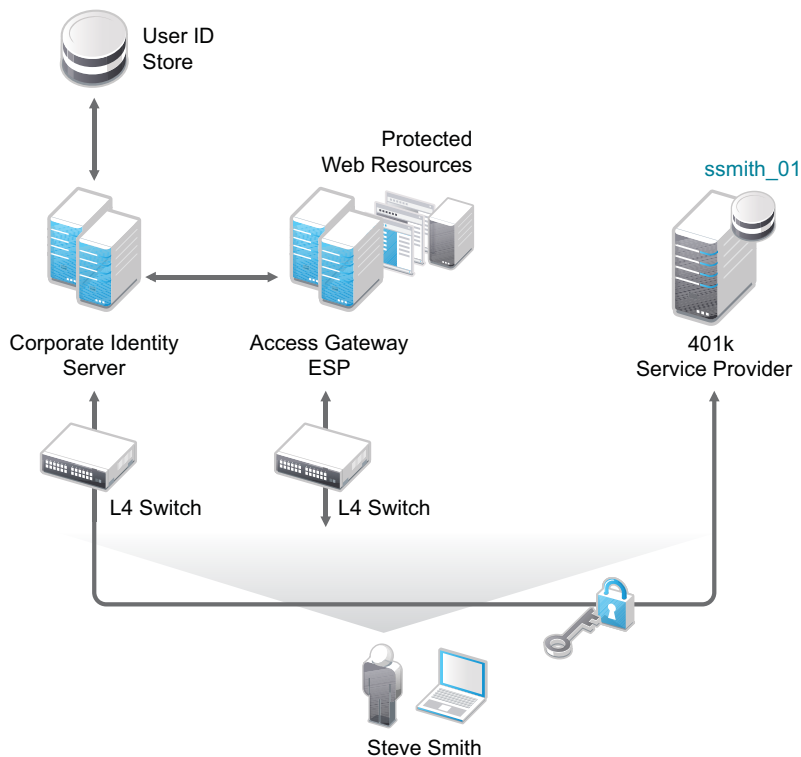 User ID
Store
Protected
Web Resources
ssmith_01
Corporate Identity
Server
Access Gateway
ESP
401k
Service Provider
L4 Switch
L4 Switch
Steve Smith